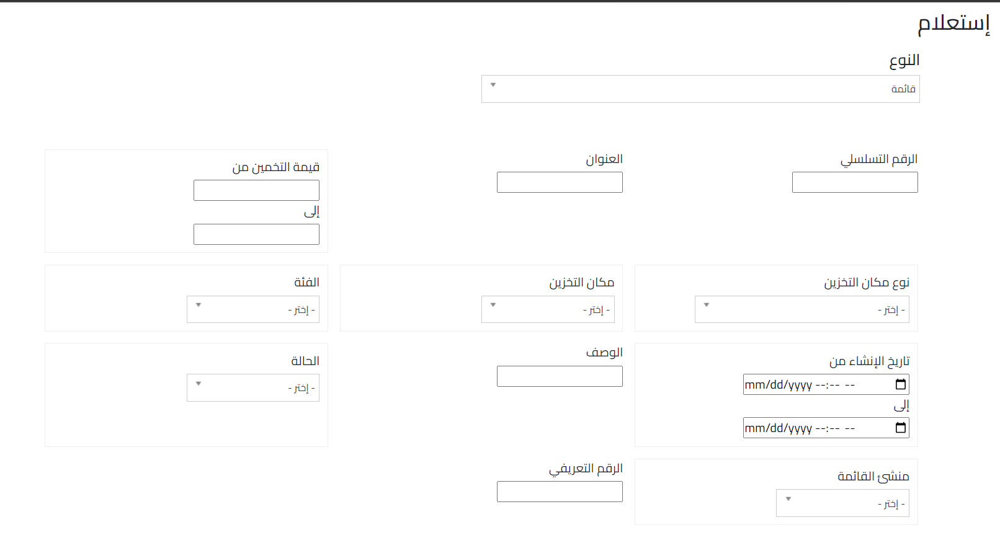 إستعلام
النوع
قائمة
الرقم التسلسلي
العنوان
قيمة التخمين من
إلى
نوع مكان التخزين
- إختر -
مكان التخزين
- إختر -
الفئة
- إختر -
تاريخ الإنشاء من
mm/dd/yyyy --:-- --
إلى
mm/dd/yyyy --:-- --
الوصف
الحالة
- إختر -
منشئ القائمة
- إختر -
الرقم التعريفي